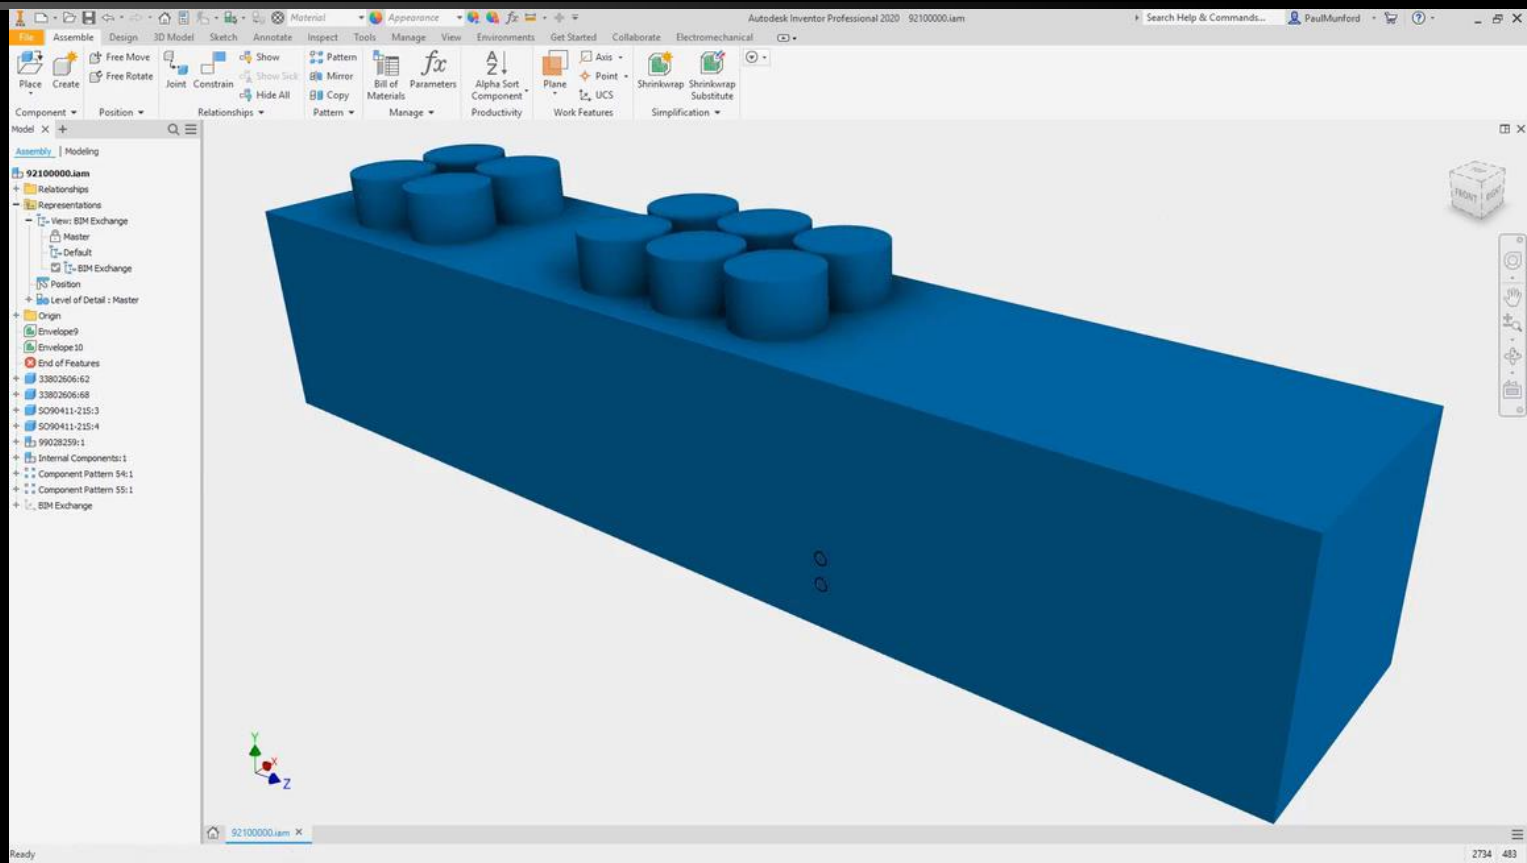 Material
Appearance
Autodesk Inventor Professional 2020 92100000.iam
Search Help & Commands...
PaulMunford
File Assemble Design 3D Model Sketch Annotate Inspect Tools Manage View Environments Get Started Collaborate Electromechanical
Free Move
Show
Pattern
Axis
Free Rotate
Show Sick
Mirror
Point
Place Create
Joint Constrain
Hide All
Copy
Bill of Materials
Parameters
Alpha Sort Component
Plane
UCS
Shrinkwrap Shrinkwrap Substitute
Component Position Relationships Pattern Manage Productivity Work Features Simplification
Model
Assembly | Modeling
92100000.iam
Relationships
Representations
View: BIM Exchange
Master
Default
BIM Exchange
Position
Level of Detail : Master
Origin
Envelope9
Envelope10
End of Features
33802606:62
33802606:68
SO90411-215:3
SO90411-215:4
99028259:1
Internal Components:1
Component Pattern 54:1
Component Pattern 55:1
BIM Exchange
FRONT RIGHT
Y
X
Z
92100000.iam
Ready
2734 483